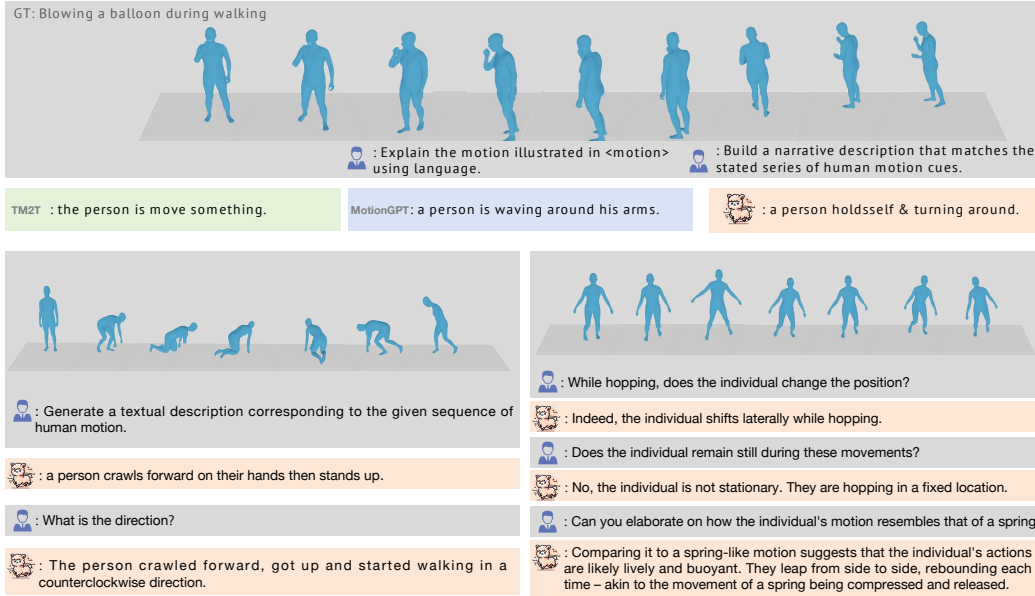 GT: Blowing a balloon during walking
: Explain the motion illustrated in <motion>
using language.
: Build a narrative description that matches the
stated series of human motion cues.
TM2T : the person is move something.
MotionGPT: a person is waving around his arms.
: a person holdsself & turning around.
: Generate a textual description corresponding to the given sequence of
human motion.
: a person crawls forward on their hands then stands up.
: What is the direction?
: The person crawled forward, got up and started walking in a
counterclockwise direction.
: While hopping, does the individual change the position?
: Indeed, the individual shifts laterally while hopping.
: Does the individual remain still during these movements?
: No, the individual is not stationary. They are hopping in a fixed location.
: Can you elaborate on how the individual's motion resembles that of a spring
: Comparing it to a spring-like motion suggests that the individual's actions
are likely lively and buoyant. They leap from side to side, rebounding each
time – akin to the movement of a spring being compressed and released.